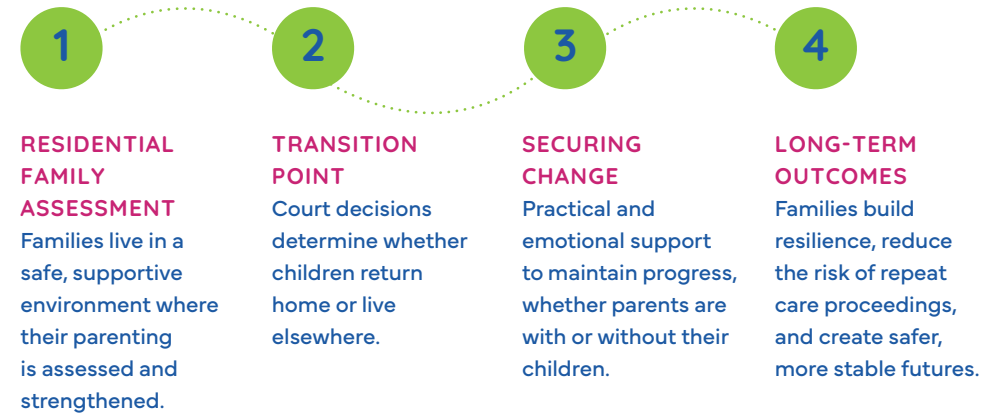 1
RESIDENTIAL
FAMILY
ASSESSMENT
Families live in a
safe, supportive
environment where
their parenting
is assessed and
strengthened.
2
TRANSITION
POINT
Court decisions
determine whether
children return
home or live
elsewhere.
3
SECURING
CHANGE
Practical and
emotional support
to maintain progress,
whether parents are
with or without their
children.
4
LONG-TERM
OUTCOMES
Families build
resilience, reduce
the risk of repeat
care proceedings,
and create safer,
more stable futures.